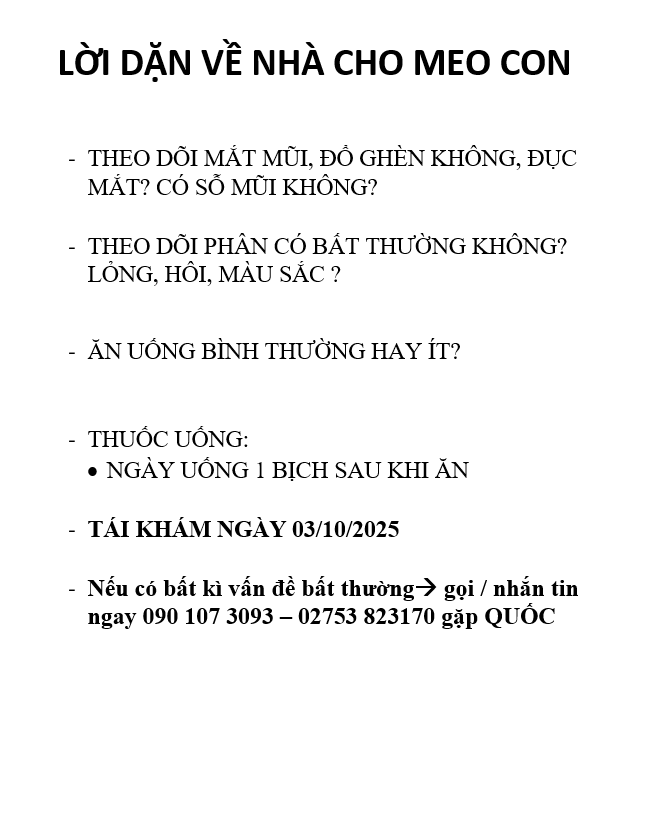 LỜI DẶN VỀ NHÀ CHO MEO CON
- THEO DÕI MẮT MŨI, ĐỔ GHÈN KHÔNG, ĐỤC
MẮT? CÓ SỖ MŨI KHÔNG?
- THEO DÕI PHÂN CÓ BẤT THƯỜNG KHÔNG?
LỎNG, HÔI, MÀU SẮC ?
- ĂN UỐNG BÌNH THƯỜNG HAY ÍT?
- THUỐC UỐNG:
• NGÀY UỐNG 1 BỊCH SAU KHI ĂN
- TÁI KHÁM NGÀY 03/10/2025
- Nếu có bất kì vấn đề bất thường→ gọi / nhắn tin
ngay 090 107 3093 – 02753 823170 gặp QUỐC